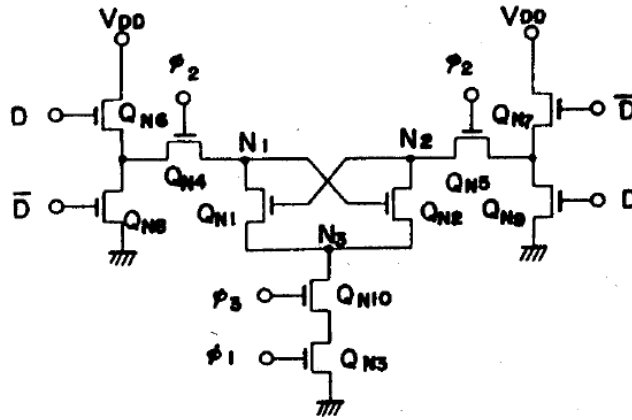 VDD
VDD
φ2
φ2
D
QN6
QN7
D̅
N1
N2
QN4
QN5
D̅
QN8
QN1
QN2
QN9
D
N3
φ3
QN10
φ1
QN3